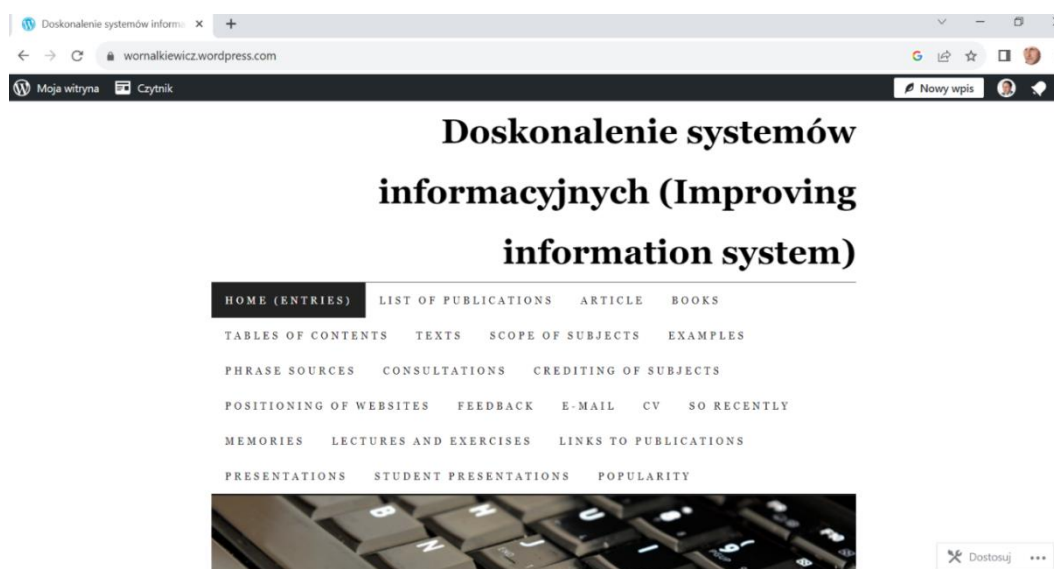 Doskonalenie systemów informa
wornalkiewicz.wordpress.com
Moja witryna Czytnik Nowy wpis
Doskonalenie systemów
informacyjnych (Improving
information system)
HOME (ENTRIES) LIST OF PUBLICATIONS ARTICLE BOOKS
TABLES OF CONTENTS TEXTS SCOPE OF SUBJECTS EXAMPLES
PHRASE SOURCES CONSULTATIONS CREDITING OF SUBJECTS
POSITIONING OF WEBSITES FEEDBACK E-MAIL CV SO RECENTLY
MEMORIES LECTURES AND EXERCISES LINKS TO PUBLICATIONS
PRESENTATIONS STUDENT PRESENTATIONS POPULARITY
B H U 8
N J I 9
Dostosuj